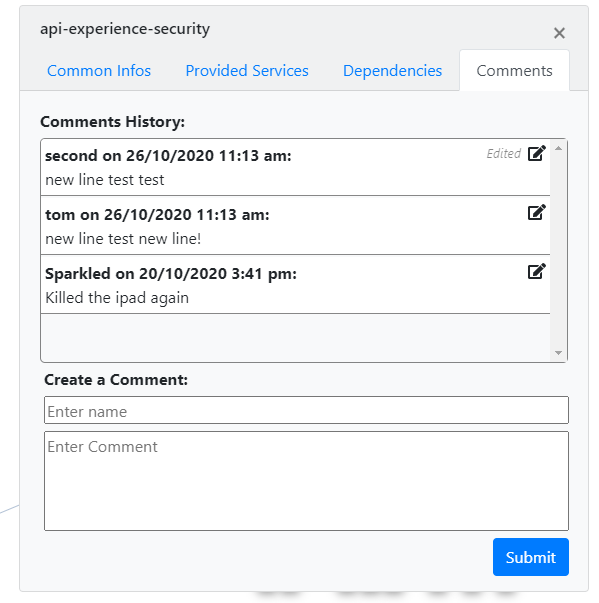 api-experience-security
×
Common Infos Provided Services Dependencies Comments
Comments History:
second on 26/10/2020 11:13 am: Edited
new line test test
tom on 26/10/2020 11:13 am:
new line test new line!
Sparkled on 20/10/2020 3:41 pm:
Killed the ipad again
Create a Comment:
Enter name
Enter Comment
Submit